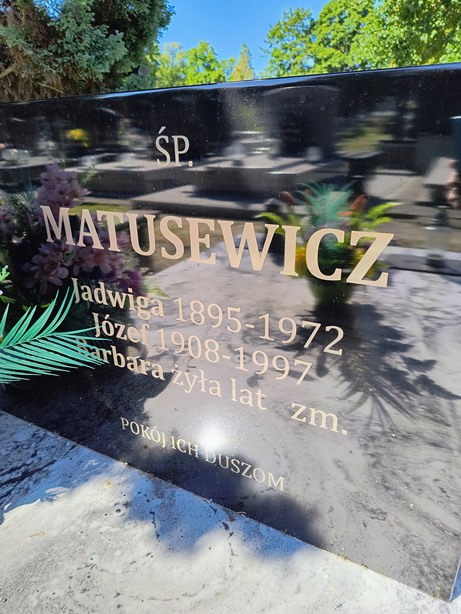 ŚP.
MATUSEWICZ
Jadwiga 1895-1972
Józef 1908-1997
Barbara żyła lat zm.
POKÓJ ICH DUSZOM